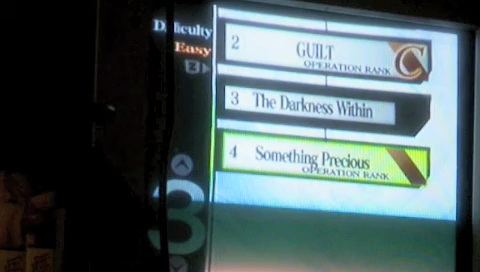 Difficulty
Easy
Z
2 GUILT
OPERATION RANK C
3 The Darkness Within
4 Something Precious
OPERATION RANK
3